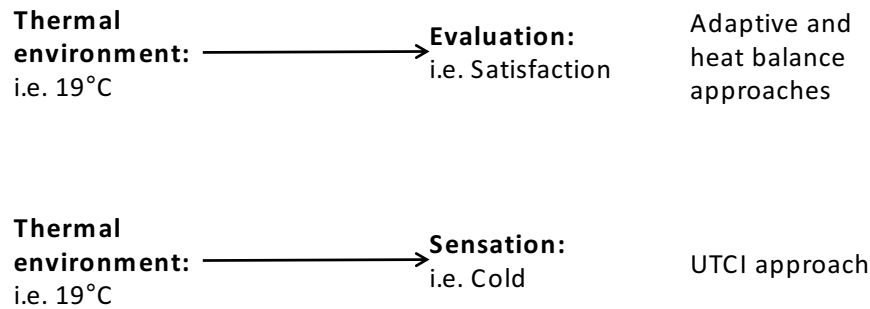 Thermal
environment:
i.e. 19°C
Evaluation:
i.e. Satisfaction
Adaptive and
heat balance
approaches
Thermal
environment:
i.e. 19°C
Sensation:
i.e. Cold
UTCI approach